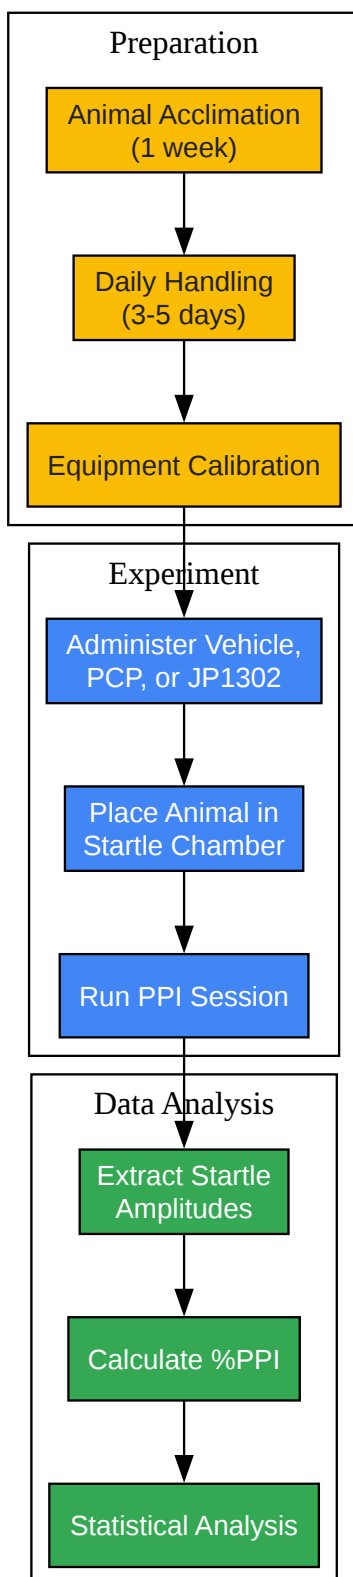 Preparation
Animal Acclimation
(1 week)
Daily Handling
(3-5 days)
Equipment Calibration
Experiment
Administer Vehicle,
PCP, or JP1302
Place Animal in
Startle Chamber
Run PPI Session
Data Analysis
Extract Startle
Amplitudes
Calculate %PPI
Statistical Analysis